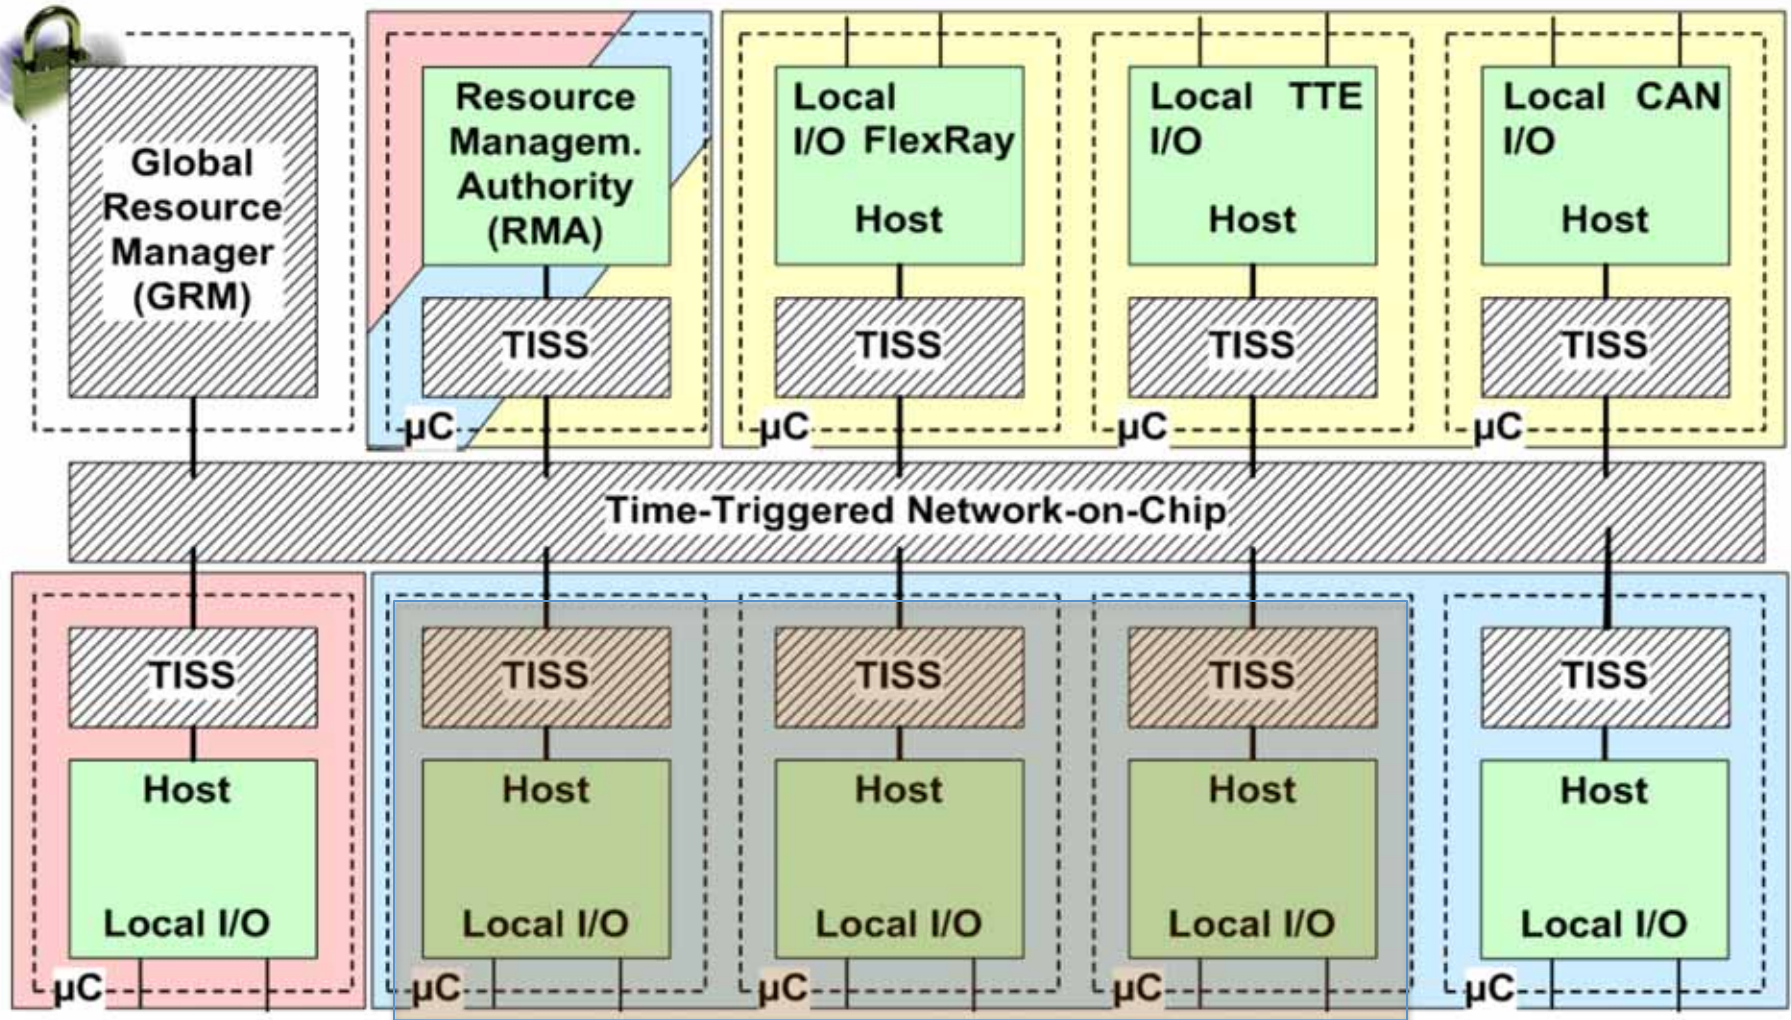 Global
Resource
Manager
(GRM)
Resource
Managem.
Authority
(RMA)
TISS
µC
Local
I/O FlexRay
Host
TISS
µC
Local TTE
I/O
Host
TISS
µC
Local CAN
I/O
Host
TISS
µC
Time-Triggered Network-on-Chip
TISS
Host
Local I/O
µC
TISS
Host
Local I/O
µC
TISS
Host
Local I/O
µC
TISS
Host
Local I/O
µC
TISS
Host
Local I/O
µC